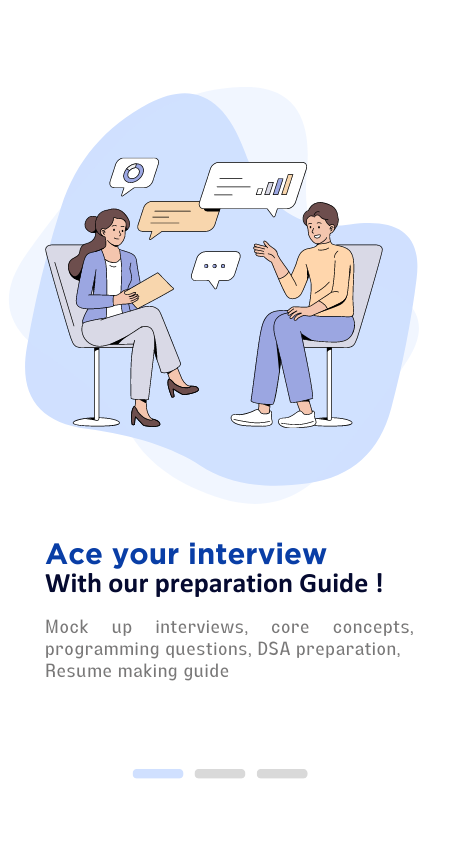 Ace your interview
With our preparation Guide !
Mock up interviews, core concepts,
programming questions, DSA preparation,
Resume making guide